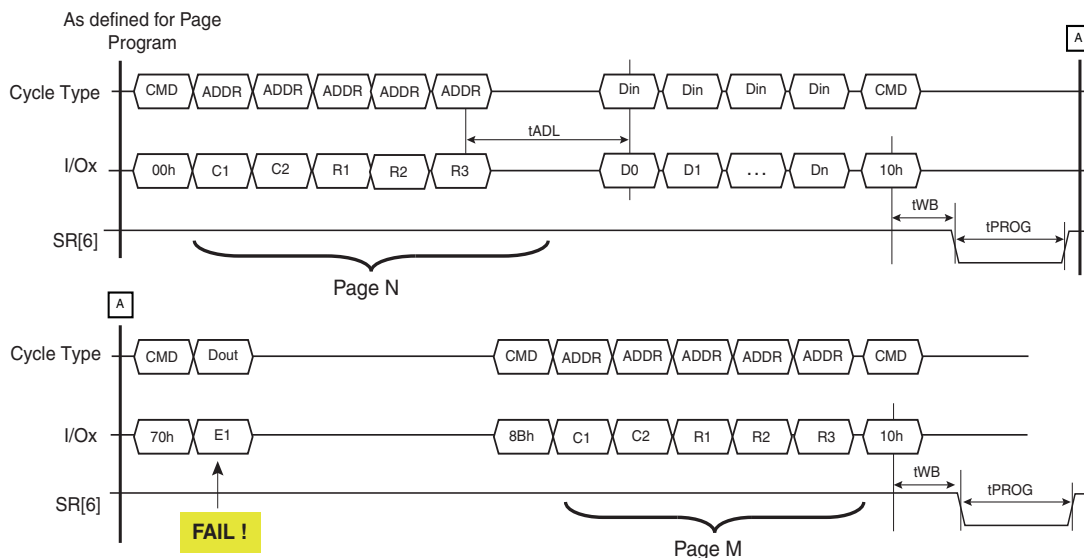 As defined for Page
Program
A
Cycle Type CMD ADDR ADDR ADDR ADDR ADDR Din Din Din Din CMD
tADL
I/Ox 00h C1 C2 R1 R2 R3 D0 D1 ... Dn 10h
tWB
tPROG
SR[6]
Page N
A
Cycle Type CMD Dout CMD ADDR ADDR ADDR ADDR ADDR CMD
I/Ox 70h E1 8Bh C1 C2 R1 R2 R3 10h
tWB
tPROG
SR[6]
FAIL !
Page M